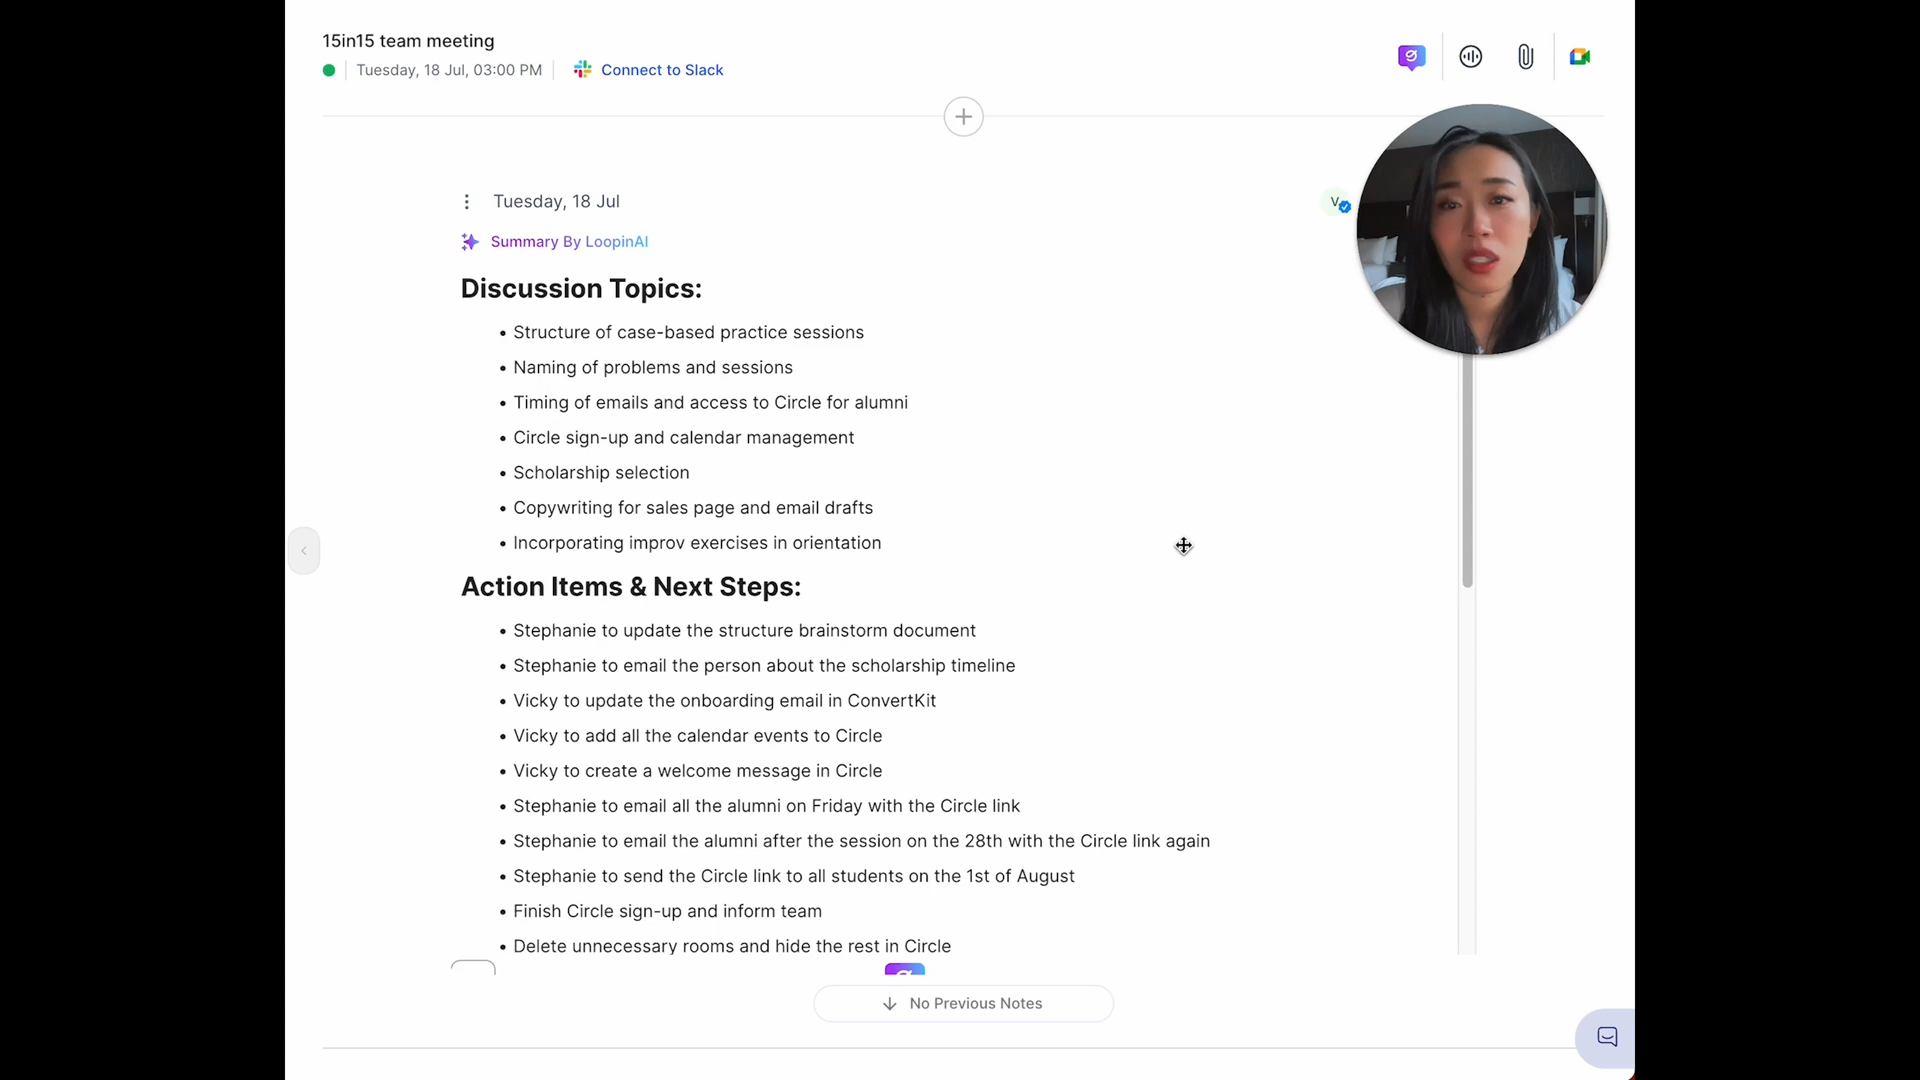 15in15 team meeting
Tuesday, 18 Jul, 03:00 PM
Connect to Slack
Tuesday, 18 Jul
V
Summary By LoopinAI
Discussion Topics:
• Structure of case-based practice sessions
• Naming of problems and sessions
• Timing of emails and access to Circle for alumni
• Circle sign-up and calendar management
• Scholarship selection
• Copywriting for sales page and email drafts
• Incorporating improv exercises in orientation
Action Items & Next Steps:
• Stephanie to update the structure brainstorm document
• Stephanie to email the person about the scholarship timeline
• Vicky to update the onboarding email in ConvertKit
• Vicky to add all the calendar events to Circle
• Vicky to create a welcome message in Circle
• Stephanie to email all the alumni on Friday with the Circle link
• Stephanie to email the alumni after the session on the 28th with the Circle link again
• Stephanie to send the Circle link to all students on the 1st of August
• Finish Circle sign-up and inform team
• Delete unnecessary rooms and hide the rest in Circle
No Previous Notes